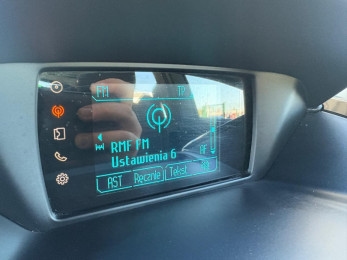 FM TP
RMF FM
Ustawienia 6 AF
AST Ręcznie Tekst